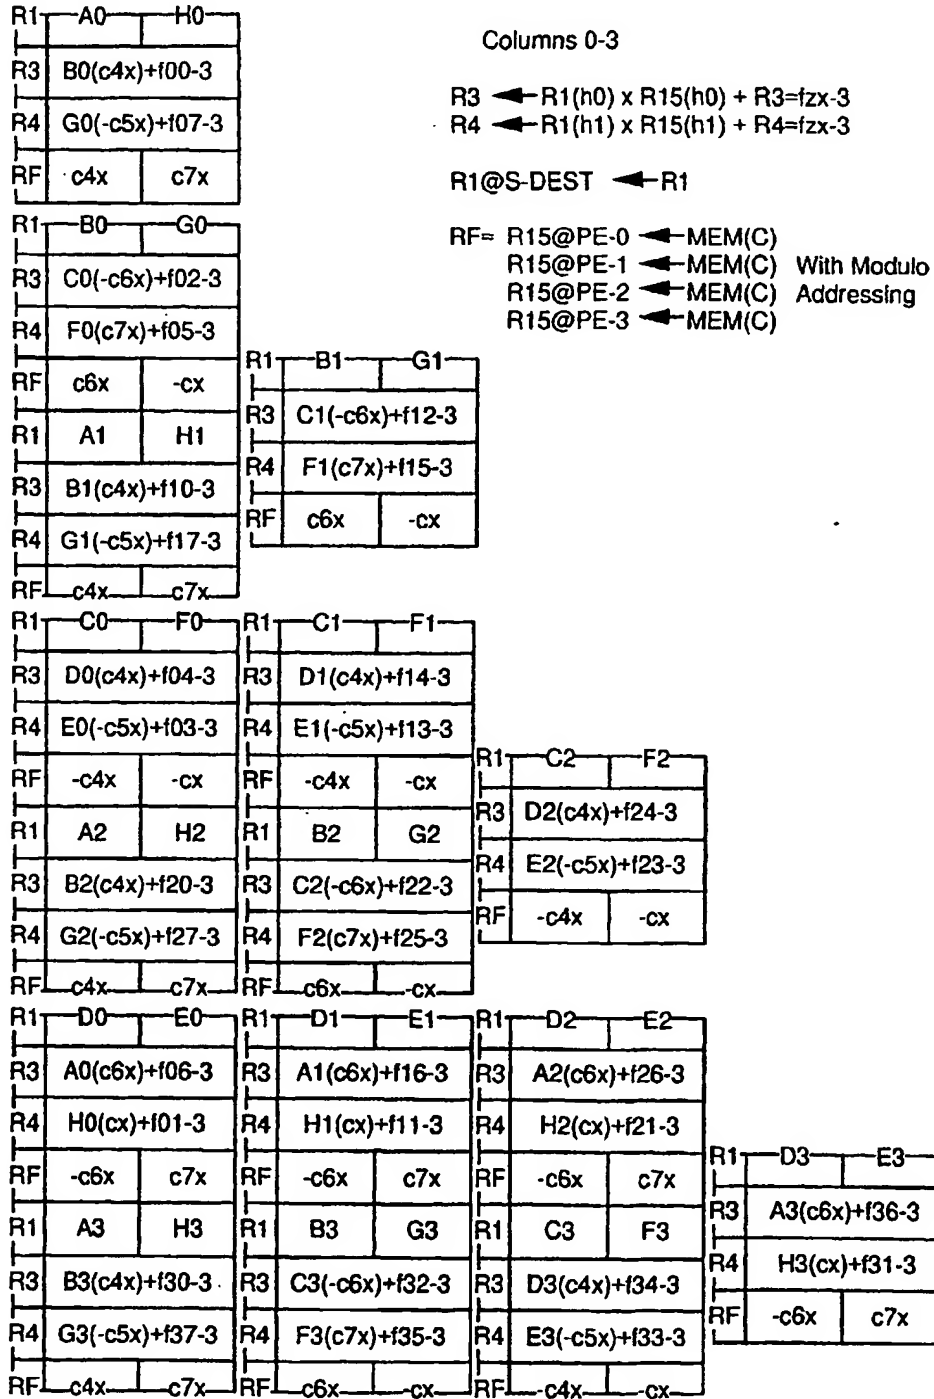 R1 A0 H0
R3 B0(c4x)+f00-3
R4 G0(-c5x)+f07-3
RF c4x c7x
Columns 0-3
R3 ← R1(h0) x R15(h0) + R3=fzx-3
R4 ← R1(h1) x R15(h1) + R4=fzx-3
R1@S-DEST ← R1
RF= R15@PE-0 ← MEM(C)
R15@PE-1 ← MEM(C) With Modulo
R15@PE-2 ← MEM(C) Addressing
R15@PE-3 ← MEM(C)
R1 B0 G0
R3 C0(-c6x)+f02-3
R4 F0(c7x)+f05-3
RF c6x -cx
R1 A1 H1
R3 B1(c4x)+f10-3
R4 G1(-c5x)+f17-3
RF c4x c7x
R1 B1 G1
R3 C1(-c6x)+f12-3
R4 F1(c7x)+f15-3
RF c6x -cx
R1 C0 F0
R3 D0(c4x)+f04-3
R4 E0(-c5x)+f03-3
RF -c4x -cx
R1 A2 H2
R3 B2(c4x)+f20-3
R4 G2(-c5x)+f27-3
RF c4x c7x
R1 C1 F1
R3 D1(c4x)+f14-3
R4 E1(-c5x)+f13-3
RF -c4x -cx
R1 B2 G2
R3 C2(-c6x)+f22-3
R4 F2(c7x)+f25-3
RF c6x -cx
R1 C2 F2
R3 D2(c4x)+f24-3
R4 E2(-c5x)+f23-3
RF -c4x -cx
R1 D0 E0
R3 A0(c6x)+f06-3
R4 H0(cx)+f01-3
RF -c6x c7x
R1 A3 H3
R3 B3(c4x)+f30-3
R4 G3(-c5x)+f37-3
RF c4x c7x
R1 D1 E1
R3 A1(c6x)+f16-3
R4 H1(cx)+f11-3
RF -c6x c7x
R1 B3 G3
R3 C3(-c6x)+f32-3
R4 F3(c7x)+f35-3
RF c6x -cx
R1 D2 E2
R3 A2(c6x)+f26-3
R4 H2(cx)+f21-3
RF -c6x c7x
R1 C3 F3
R3 D3(c4x)+f34-3
R4 E3(-c5x)+f33-3
RF -c4x -cx
R1 D3 E3
R3 A3(c6x)+f36-3
R4 H3(cx)+f31-3
RF -c6x c7x